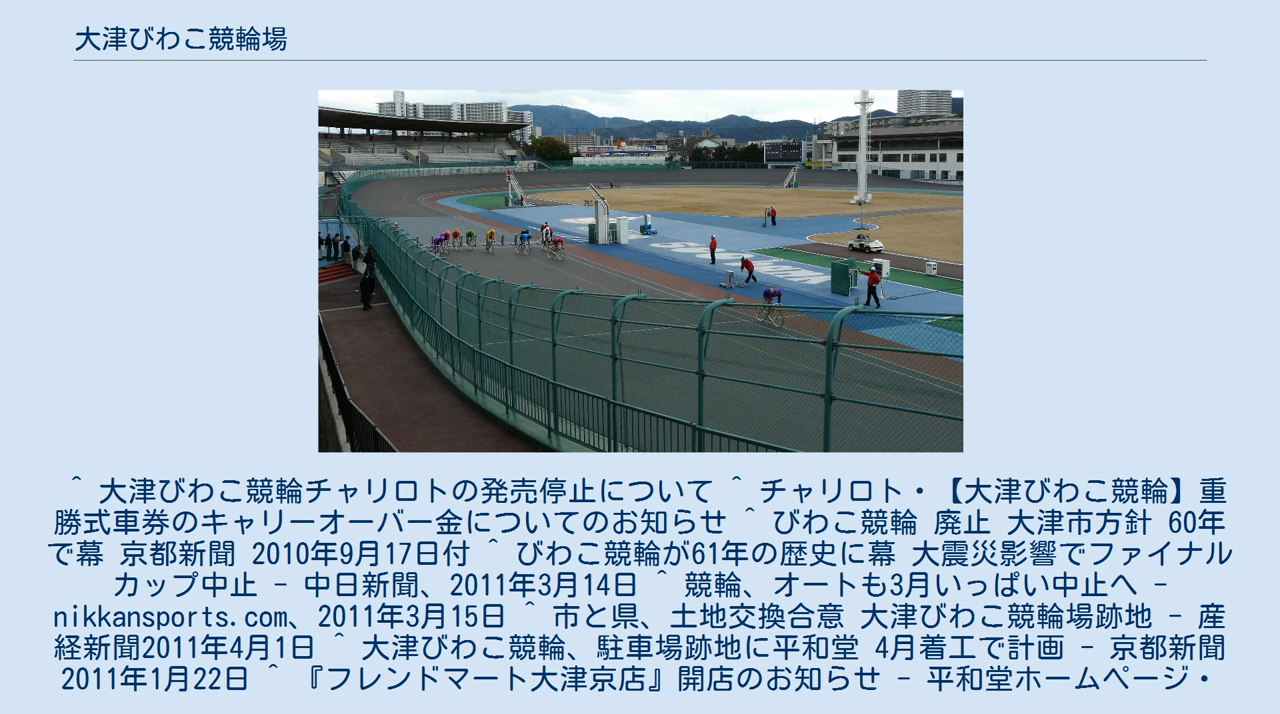 大津びわこ競輪場
^ 大津びわこ競輪チャリロトの発売停止について ^ チャリロト・【大津びわこ競輪】重
勝式車券のキャリーオーバー金についてのお知らせ ^ びわこ競輪 廃止 大津市方針 60年
で幕 京都新聞 2010年9月17日付 ^ びわこ競輪が61年の歴史に幕 大震災影響でファイナル
カップ中止 - 中日新聞、2011年3月14日 ^ 競輪、オートも3月いっぱい中止へ -
nikkansports.com、2011年3月15日 ^ 市と県、土地交換合意 大津びわこ競輪場跡地 - 産
経新聞2011年4月1日 ^ 大津びわこ競輪、駐車場跡地に平和堂 4月着工で計画 - 京都新聞
2011年1月22日 ^ 『フレンドマート大津京店』開店のお知らせ - 平和堂ホームページ・